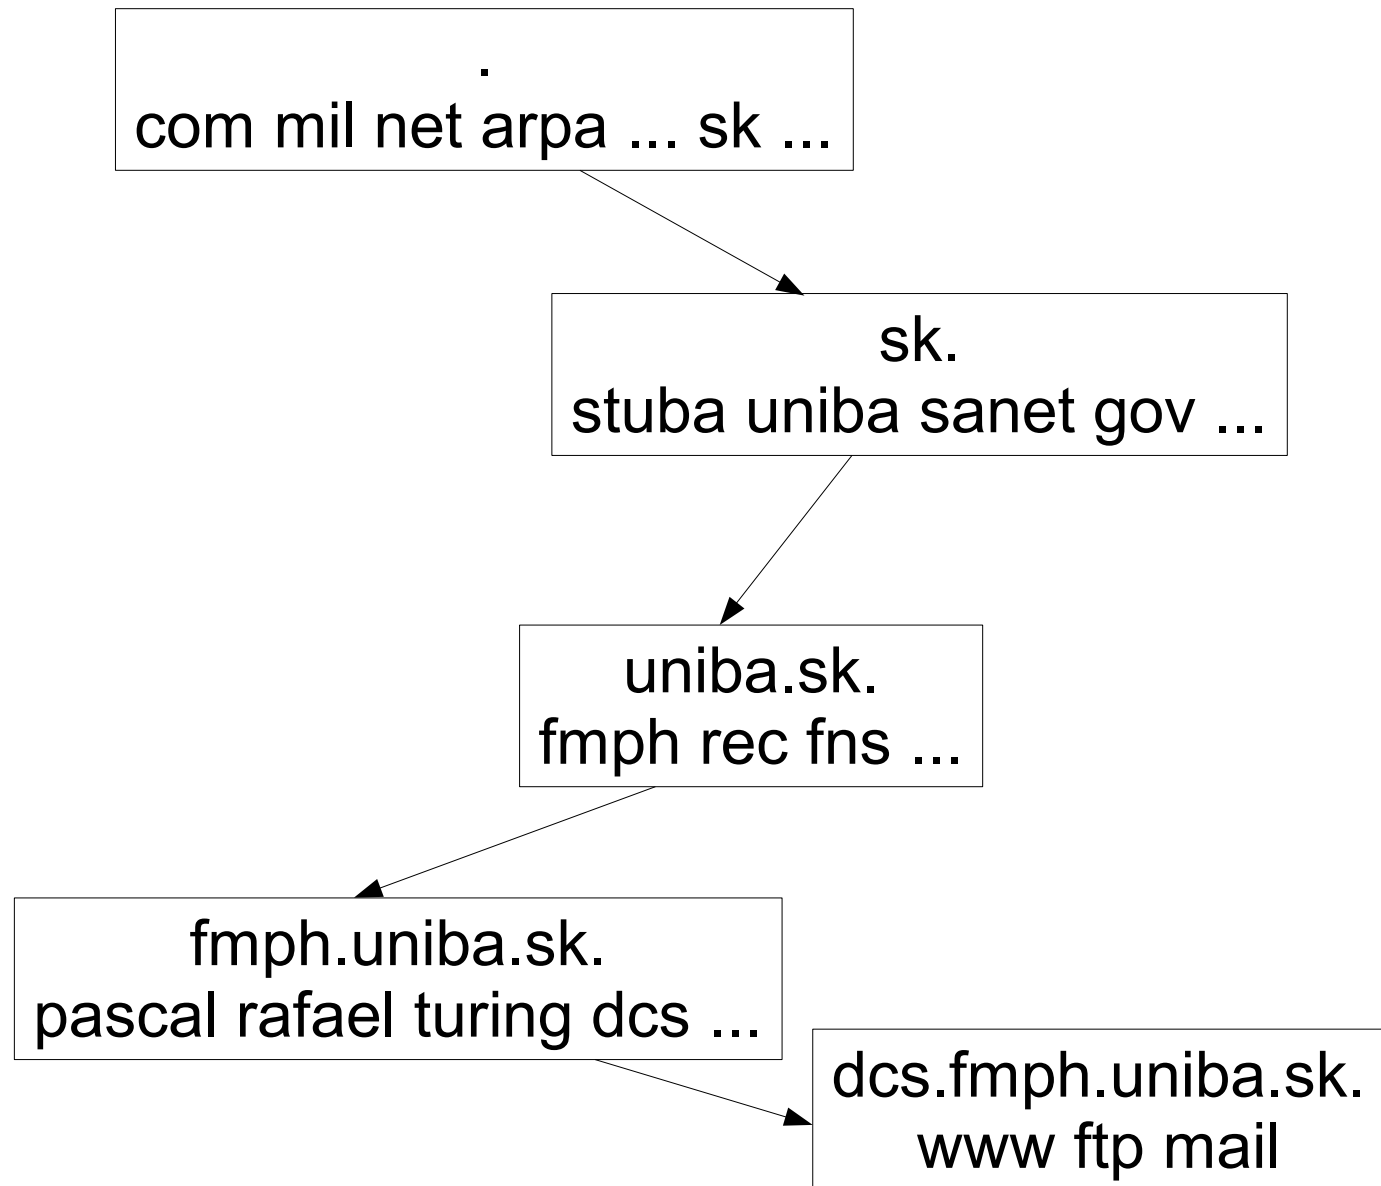 .
com mil net arpa ... sk ...
sk.
stuba uniba sanet gov ...
uniba.sk.
fmph rec fns ...
fmph.uniba.sk.
pascal rafael turing dcs ...
dcs.fmph.uniba.sk.
www ftp mail